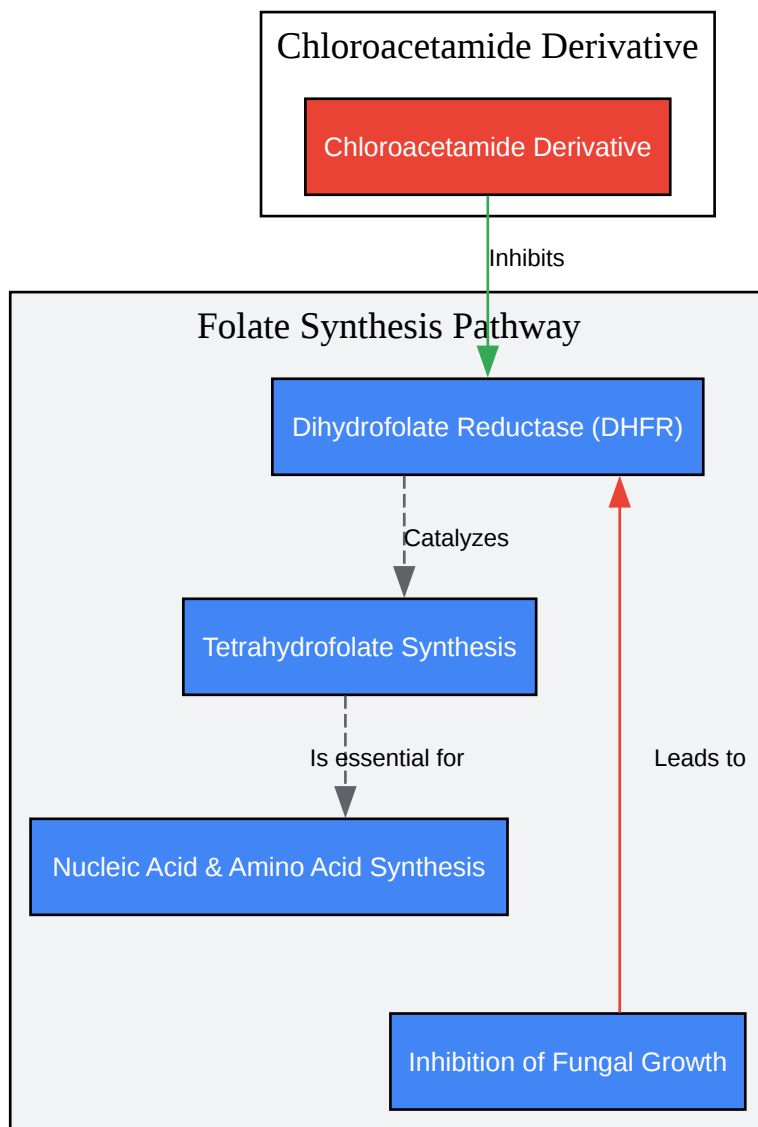 Chloroacetamide Derivative
Chloroacetamide Derivative
Inhibits
Folate Synthesis Pathway
Dihydrofolate Reductase (DHFR)
Catalyzes
Tetrahydrofolate Synthesis
Is essential for
Leads to
Nucleic Acid & Amino Acid Synthesis
Inhibition of Fungal Growth